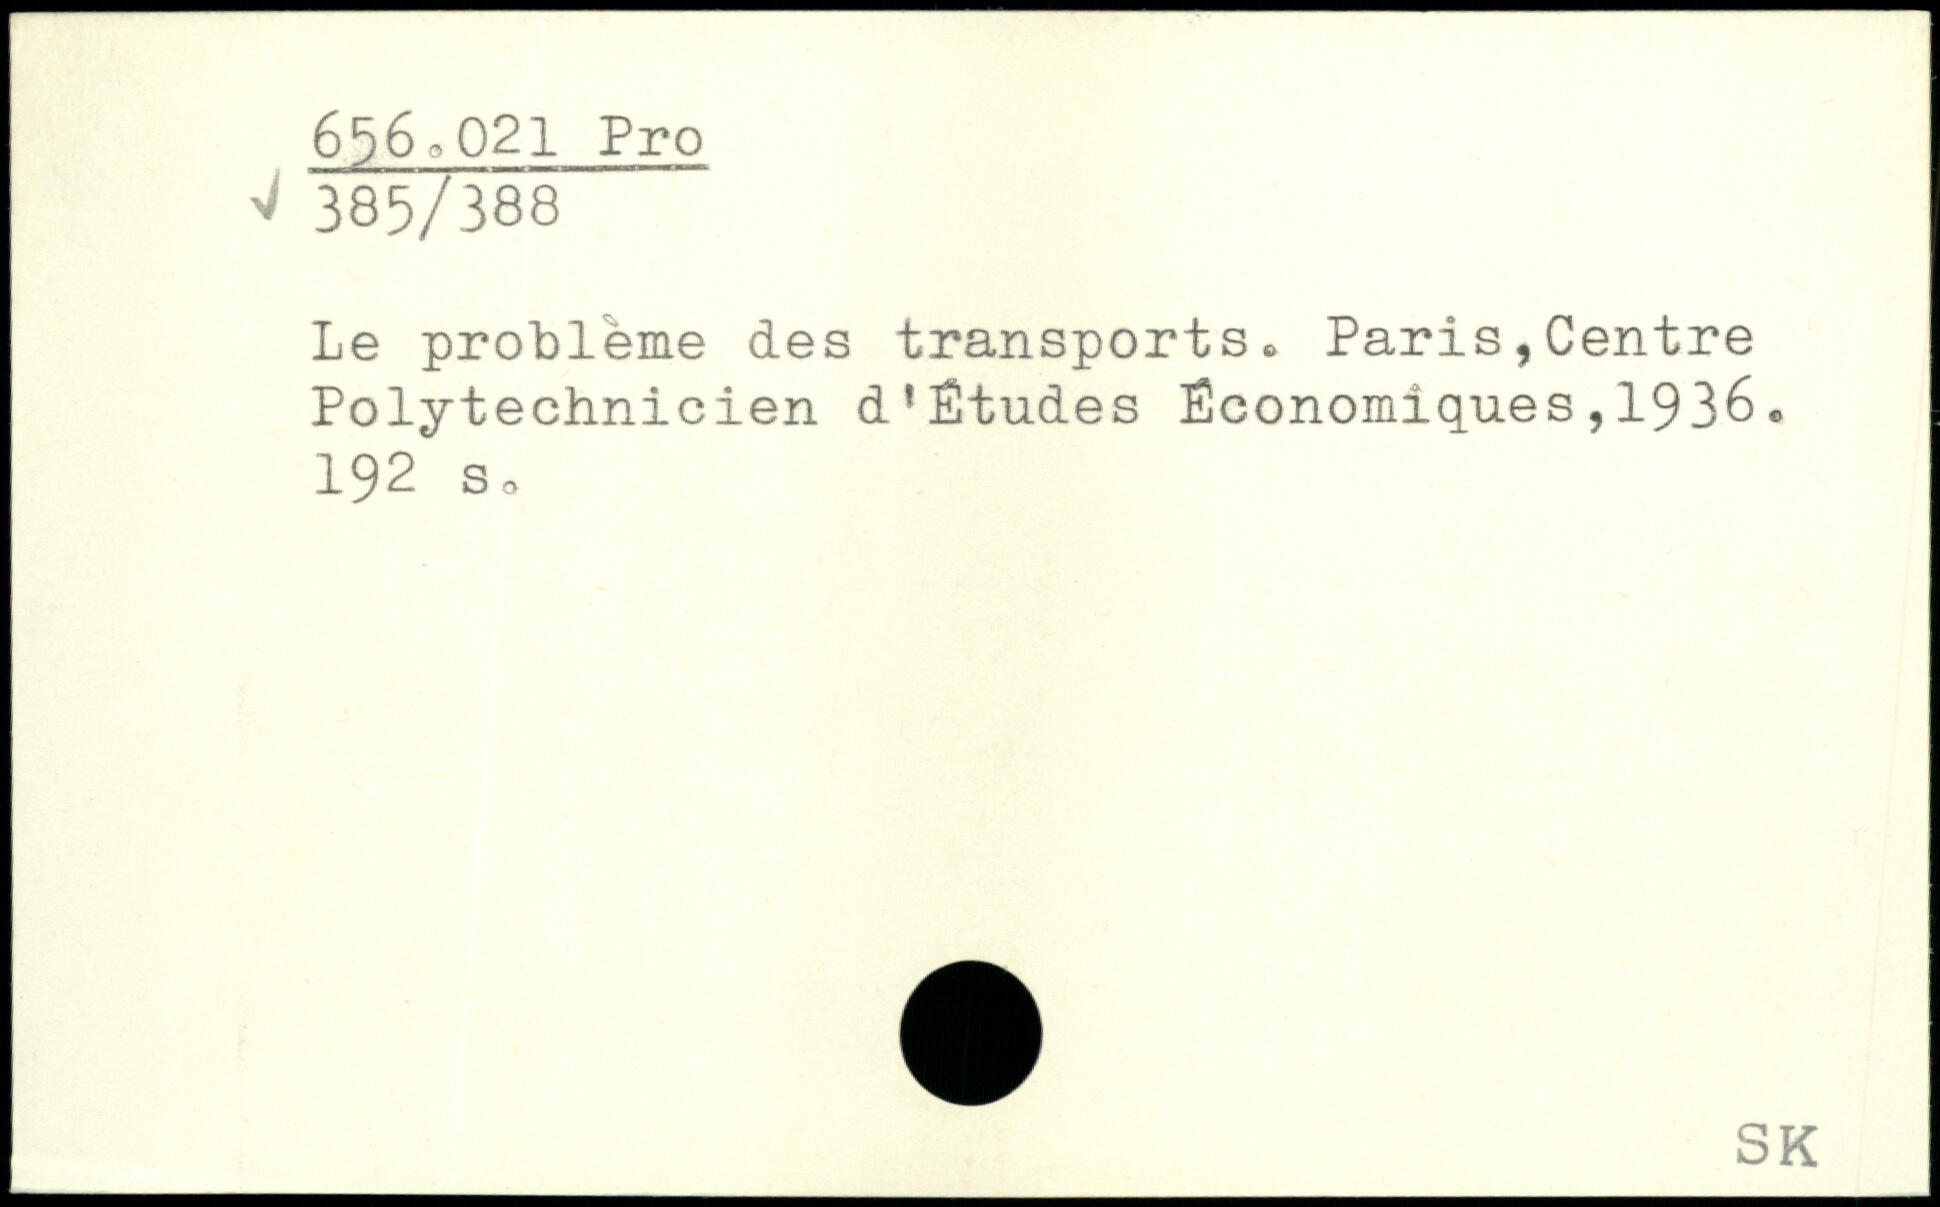 656.021 Pro
385/388
Le problème des transports. Paris,Centre
Polytechnicien d'Études Économiques,1936.
192 s.
SK